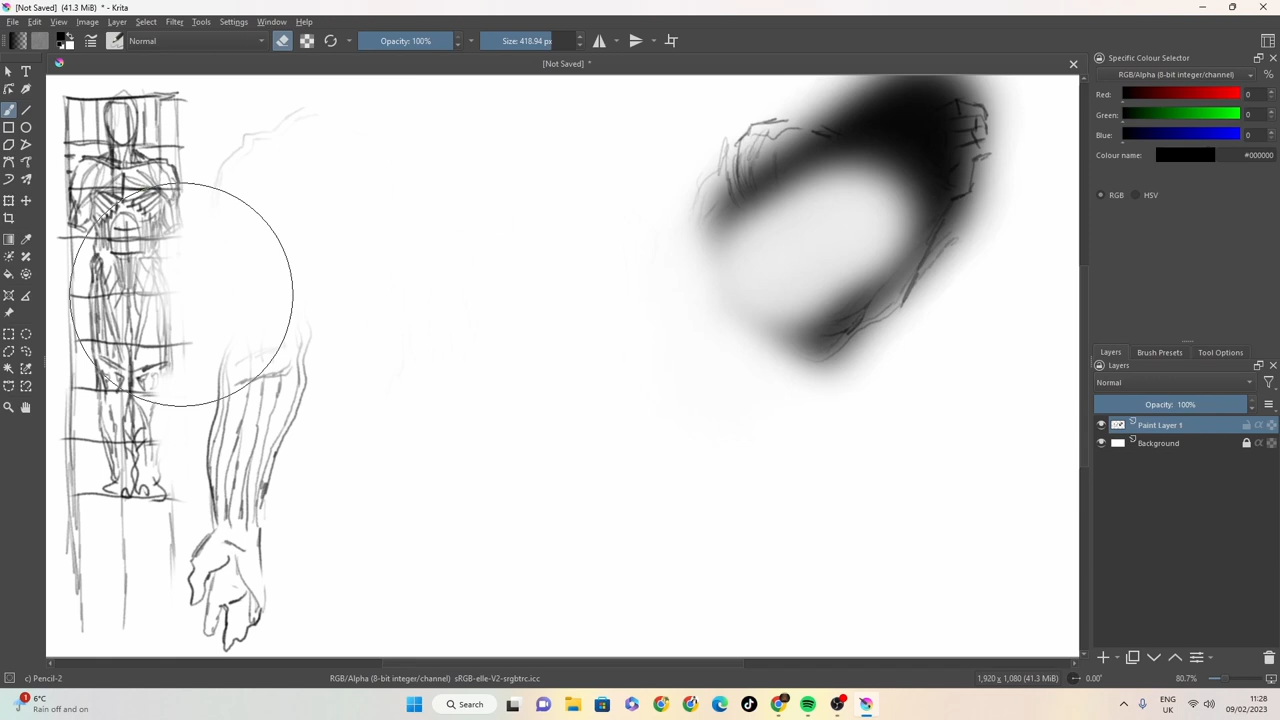 [Not Saved] (41.3 MiB) * - Krita
File Edit View Image Layer Select Filter Tools Settings Window Help
Normal Opacity: 100% Size: 418.94 px
[Not Saved] *
Specific Colour Selector
RGB/Alpha (8-bit integer/channel)
Red: 0
Green: 0
Blue: 0
Colour name: #000000
RGB HSV
Layers Brush Presets Tool Options
Layers
Normal
Opacity: 100%
Paint Layer 1
Background
c) Pencil-2 RGB/Alpha (8-bit integer/channel) sRGB-elle-V2-srgbtrc.icc 1,920 x 1,080 (41.3 MiB) 0.00° 80.7%
1 6°C
Rain off and on
Search
ENG
UK
11:28
09/02/2023